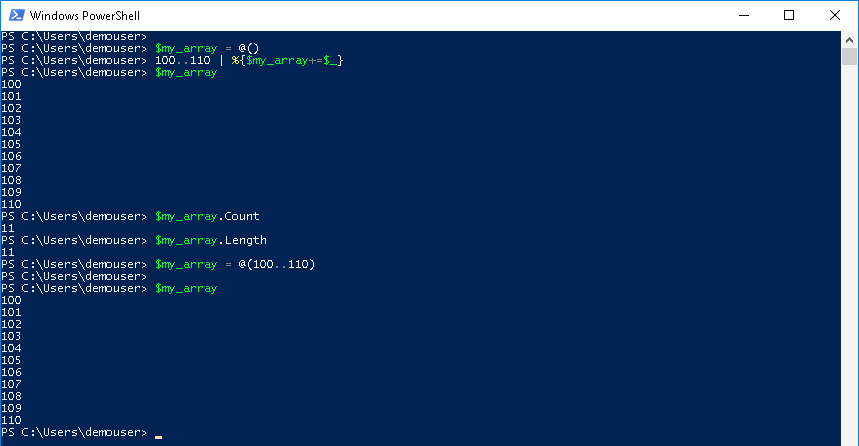 Windows PowerShell
PS C:\Users\demouser>
PS C:\Users\demouser> $my_array = @()
PS C:\Users\demouser> 100..110 | %{$my_array+=$_}
PS C:\Users\demouser> $my_array
100
101
102
103
104
105
106
107
108
109
110
PS C:\Users\demouser> $my_array.Count
11
PS C:\Users\demouser> $my_array.Length
11
PS C:\Users\demouser> $my_array = @(100..110)
PS C:\Users\demouser>
PS C:\Users\demouser> $my_array
100
101
102
103
104
105
106
107
108
109
110
PS C:\Users\demouser>